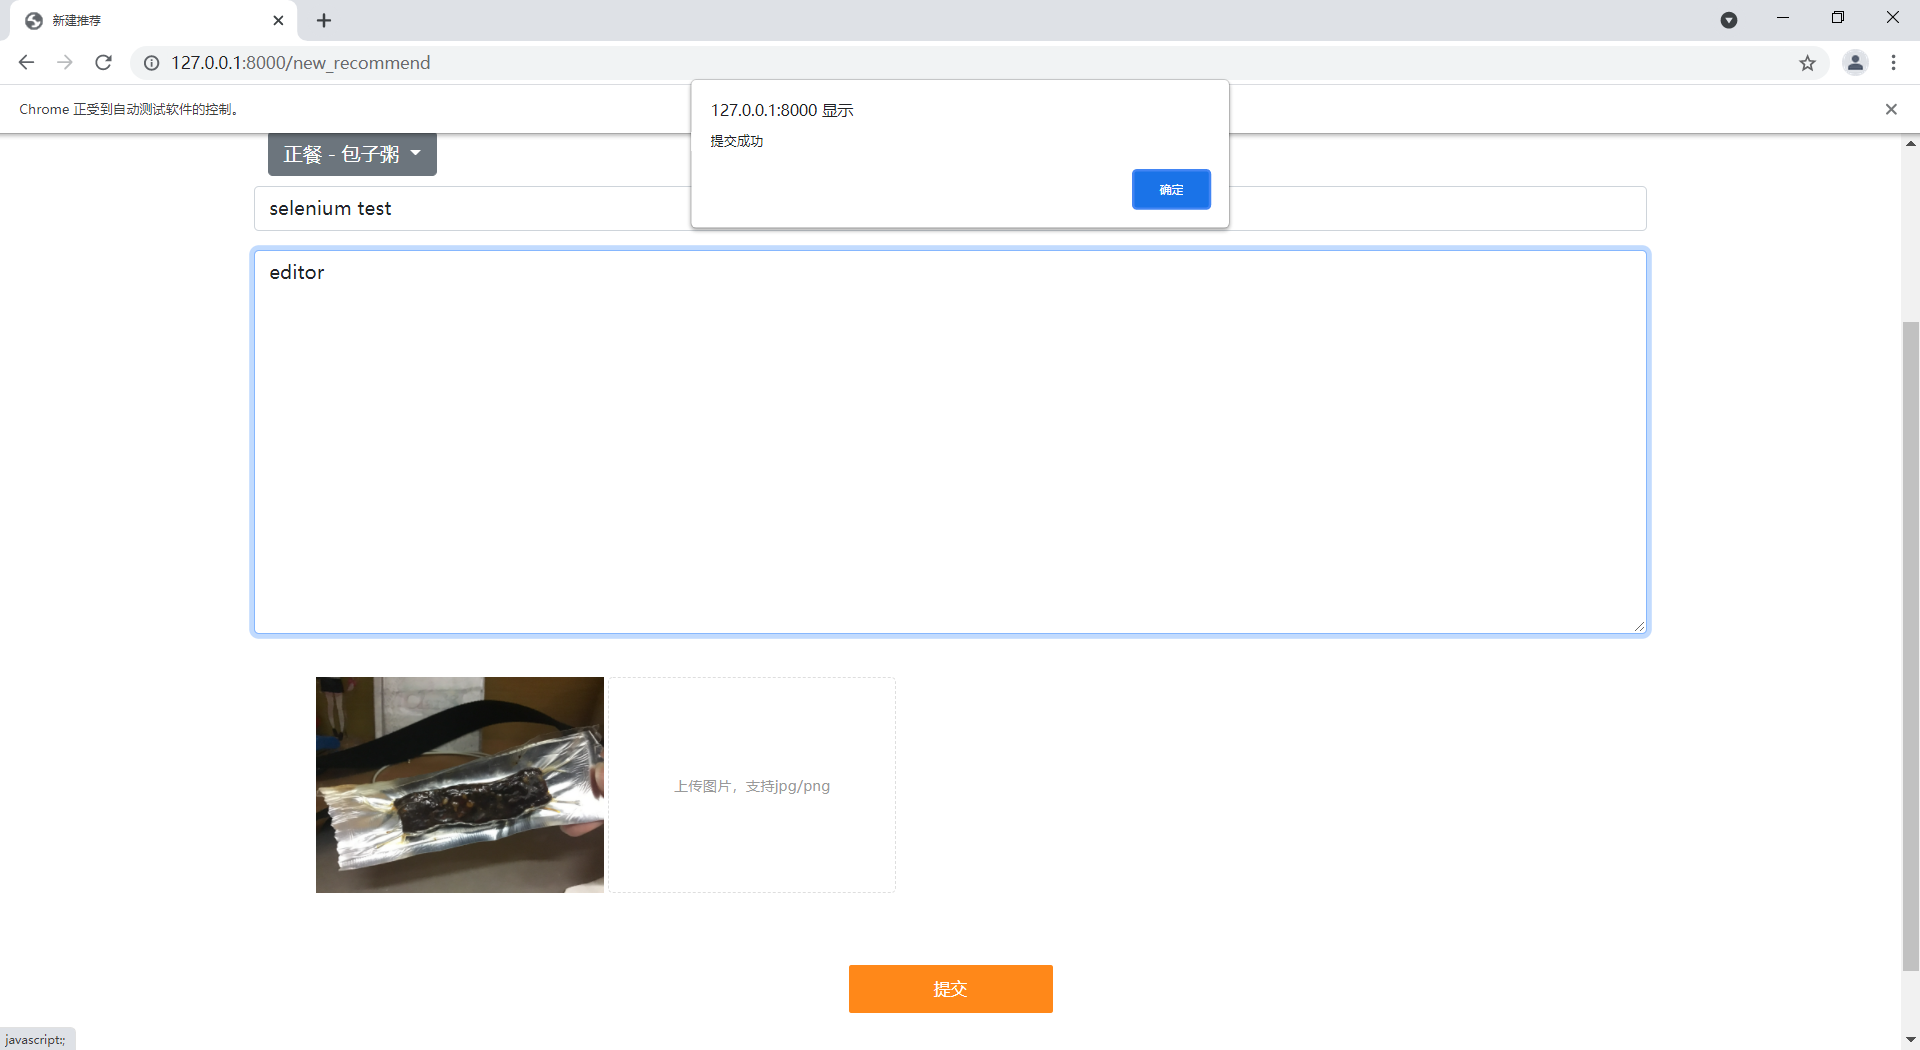 新建推荐
127.0.0.1:8000/new_recommend
Chrome 正受到自动测试软件的控制。
127.0.0.1:8000 显示
提交成功
确定
正餐 - 包子粥
selenium test
editor
上传图片，支持jpg/png
提交
javascript:;